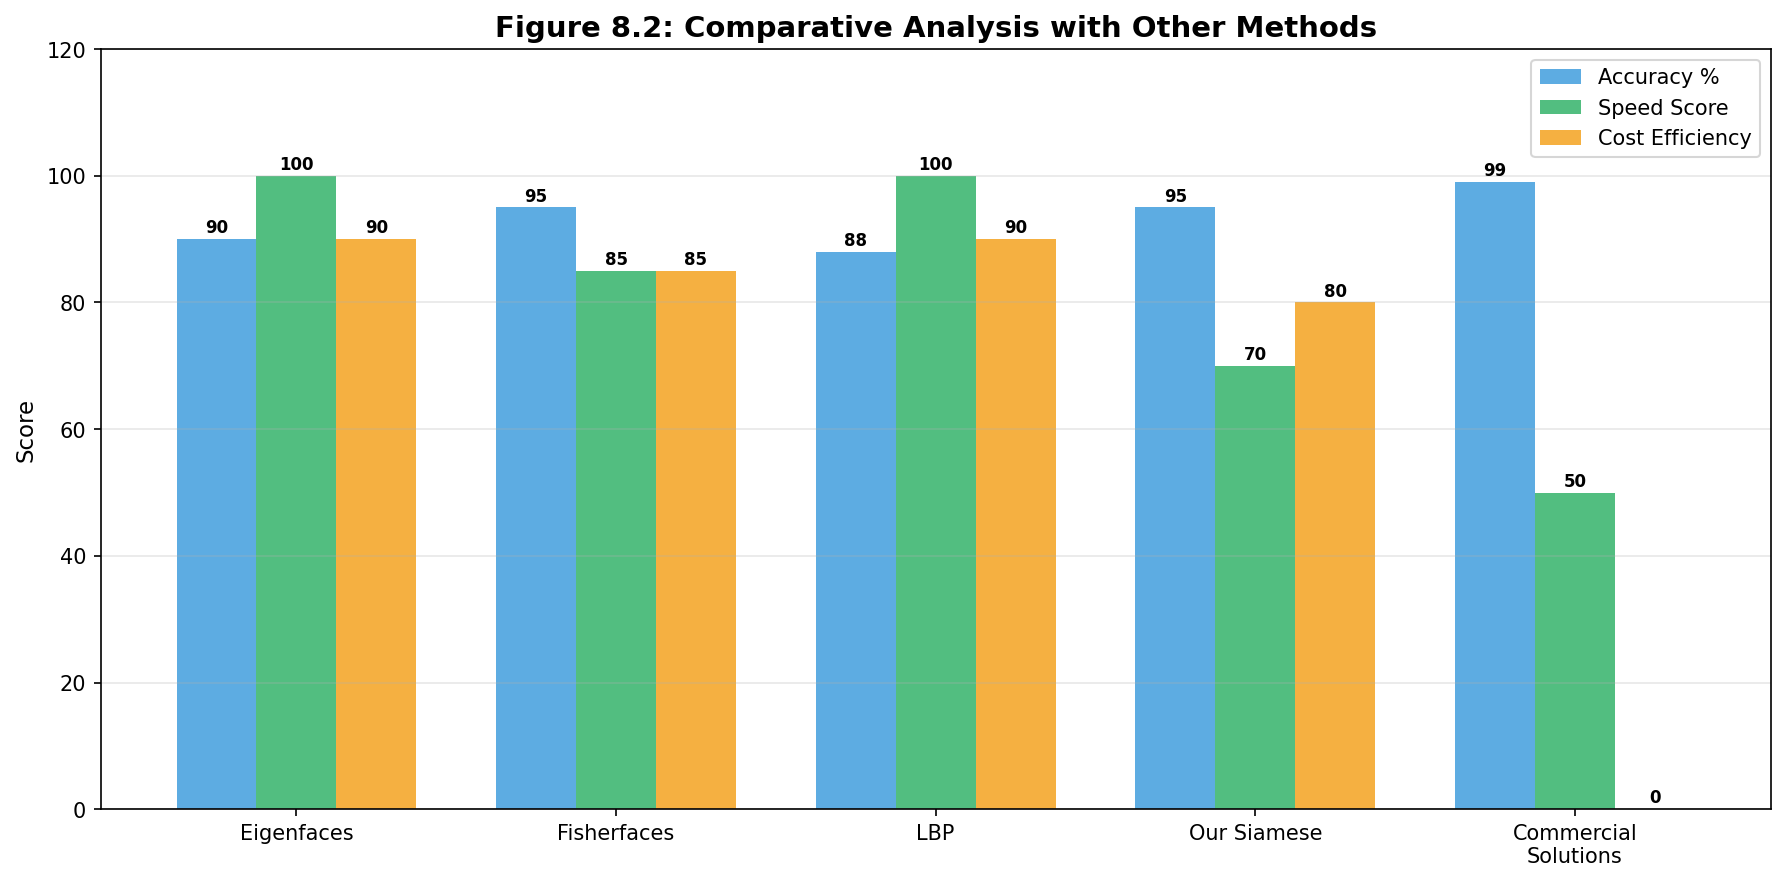 Figure 8.2: Comparative Analysis with Other Methods
120
100
80
60
40
20
0
Score
Accuracy %
Speed Score
Cost Efficiency
90
100
90
95
85
85
88
100
90
95
70
80
99
50
0
Eigenfaces
Fisherfaces
LBP
Our Siamese
Commercial
Solutions